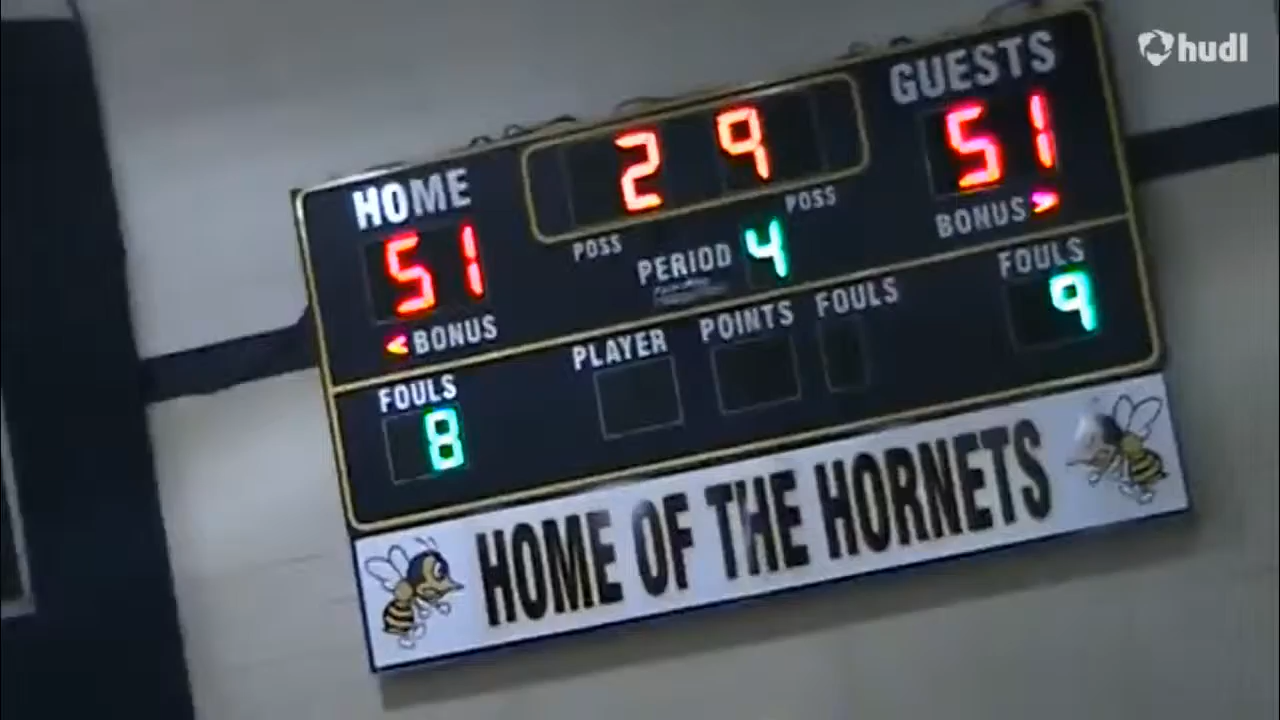 hudl
HOME
2 9
GUESTS
51
POSS
PERIOD 4
POSS
51
< BONUS
BONUS >
FOULS
8
PLAYER
POINTS
FOULS
FOULS
9
HOME OF THE HORNETS